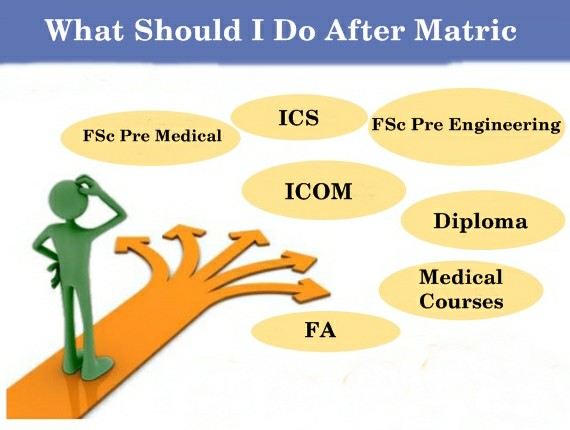 What Should I Do After Matric
ICS
FSc Pre Engineering
FSc Pre Medical
ICOM
Diploma
Medical
Courses
FA